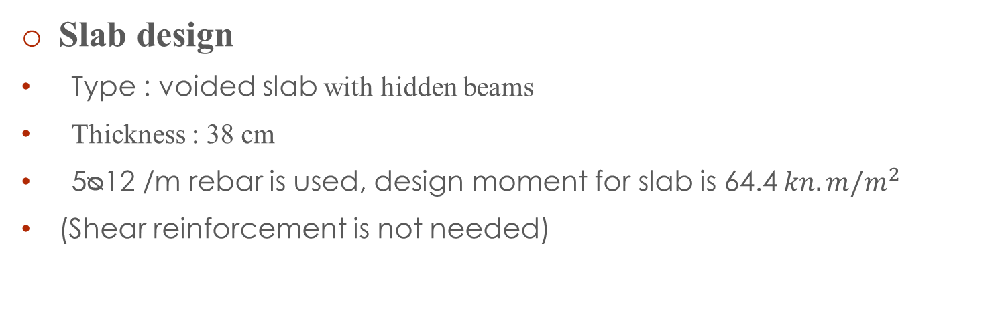 o Slab design
• Type : voided slab with hidden beams
• Thickness : 38 cm
• 5ᴓ12 /m rebar is used, design moment for slab is 64.4 kn.m/m²
• (Shear reinforcement is not needed)